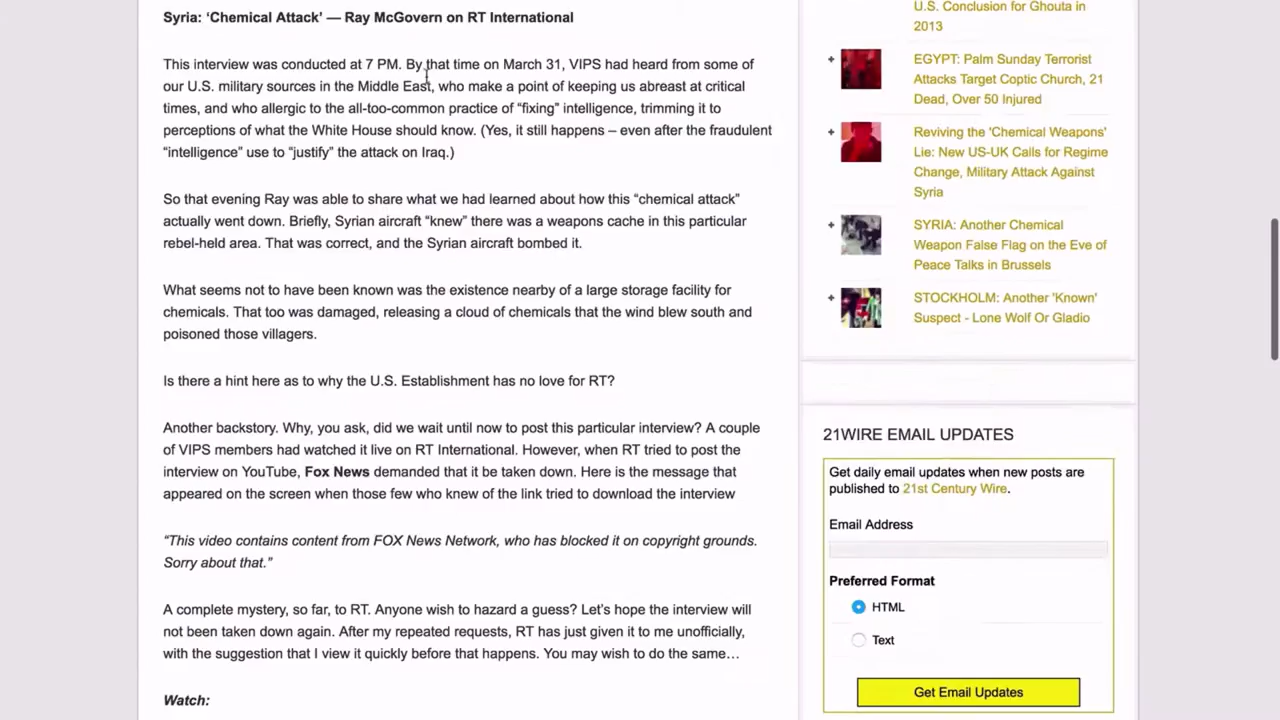 Syria: ‘Chemical Attack’ — Ray McGovern on RT International
This interview was conducted at 7 PM. By that time on March 31, VIPS had heard from some of
our U.S. military sources in the Middle East, who make a point of keeping us abreast at critical
times, and who allergic to the all-too-common practice of “fixing” intelligence, trimming it to
perceptions of what the White House should know. (Yes, it still happens – even after the fraudulent
“intelligence” use to “justify” the attack on Iraq.)
So that evening Ray was able to share what we had learned about how this “chemical attack”
actually went down. Briefly, Syrian aircraft “knew” there was a weapons cache in this particular
rebel-held area. That was correct, and the Syrian aircraft bombed it.
What seems not to have been known was the existence nearby of a large storage facility for
chemicals. That too was damaged, releasing a cloud of chemicals that the wind blew south and
poisoned those villagers.
Is there a hint here as to why the U.S. Establishment has no love for RT?
Another backstory. Why, you ask, did we wait until now to post this particular interview? A couple
of VIPS members had watched it live on RT International. However, when RT tried to post the
interview on YouTube, Fox News demanded that it be taken down. Here is the message that
appeared on the screen when those few who knew of the link tried to download the interview
“This video contains content from FOX News Network, who has blocked it on copyright grounds.
Sorry about that.”
A complete mystery, so far, to RT. Anyone wish to hazard a guess? Let’s hope the interview will
not been taken down again. After my repeated requests, RT has just given it to me unofficially,
with the suggestion that I view it quickly before that happens. You may wish to do the same…
Watch:
U.S. Conclusion for Ghouta in
2013
EGYPT: Palm Sunday Terrorist
Attacks Target Coptic Church, 21
Dead, Over 50 Injured
Reviving the 'Chemical Weapons'
Lie: New US-UK Calls for Regime
Change, Military Attack Against
Syria
SYRIA: Another Chemical
Weapon False Flag on the Eve of
Peace Talks in Brussels
STOCKHOLM: Another 'Known'
Suspect - Lone Wolf Or Gladio
21WIRE EMAIL UPDATES
Get daily email updates when new posts are
published to 21st Century Wire.
Email Address
Preferred Format
HTML
Text
Get Email Updates